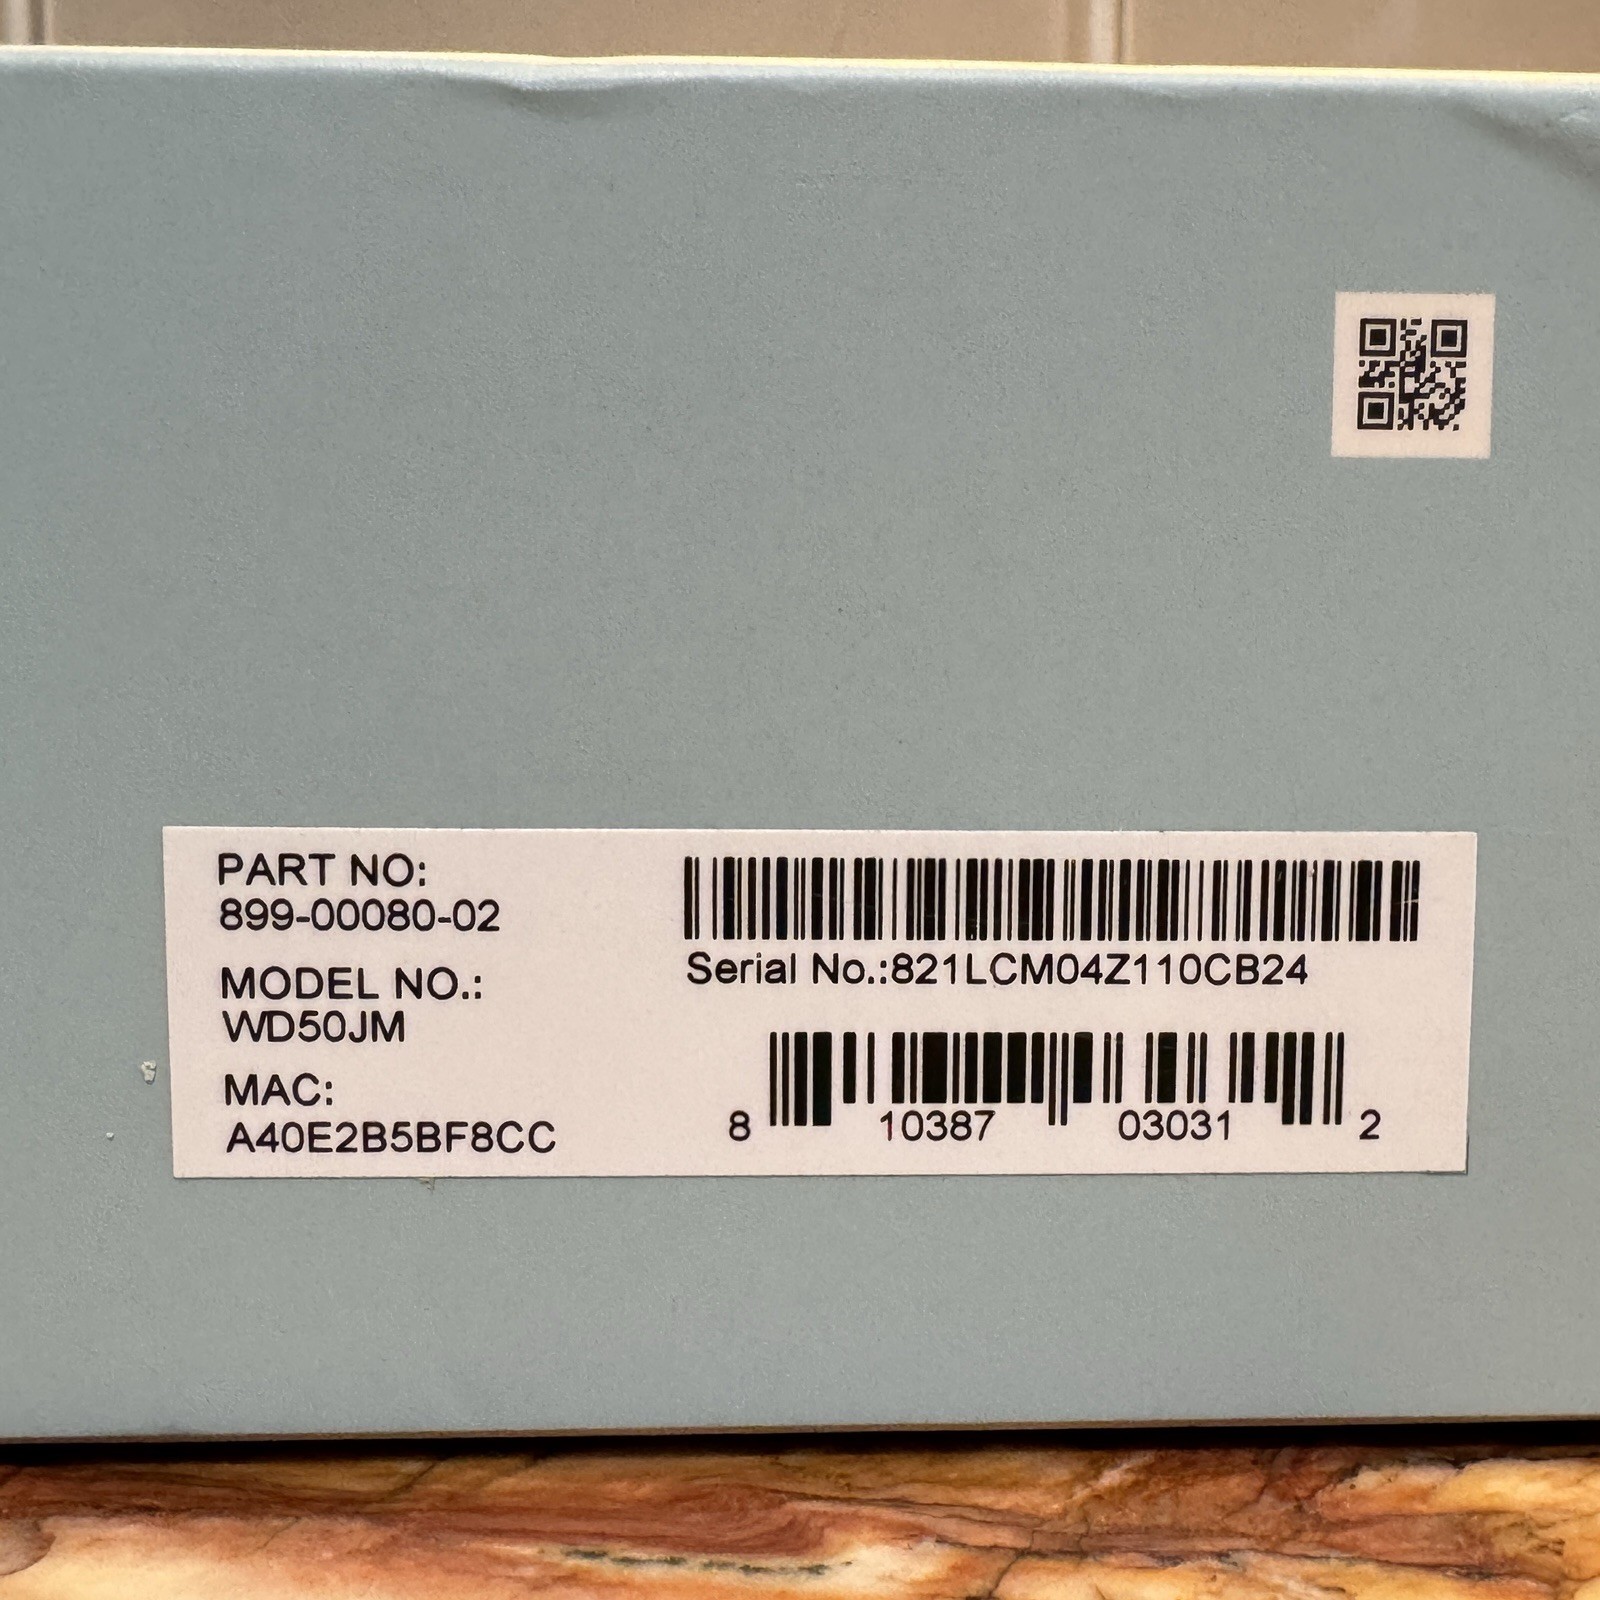 PART NO:
899-00080-02
MODEL NO.:
WD50JM
MAC:
A40E2B5BF8CC
Serial No.:821LCM04Z110CB24
8 10387 03031 2